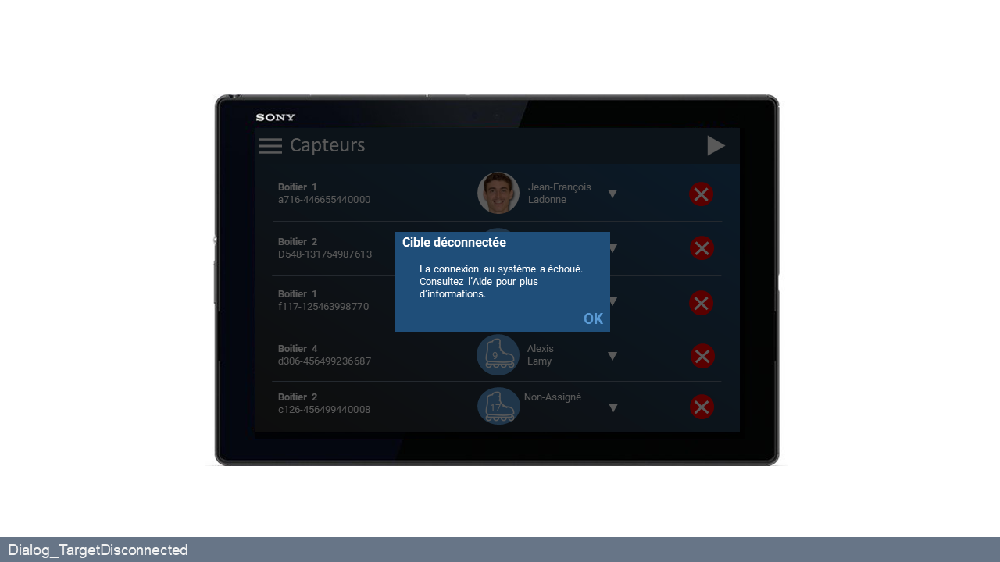 SONY
Capteurs
Boitier 1
a716-446655440000
Jean-François
Ladonne
Boitier 2
D548-131754987613
Cible déconnectée
La connexion au système a échoué.
Consultez l’Aide pour plus
d’informations.
OK
Boitier 1
f117-125463998770
Boitier 4
d306-456499236687
9
Alexis
Lamy
Boitier 2
c126-456499440008
17
Non-Assigné
Dialog_TargetDisconnected